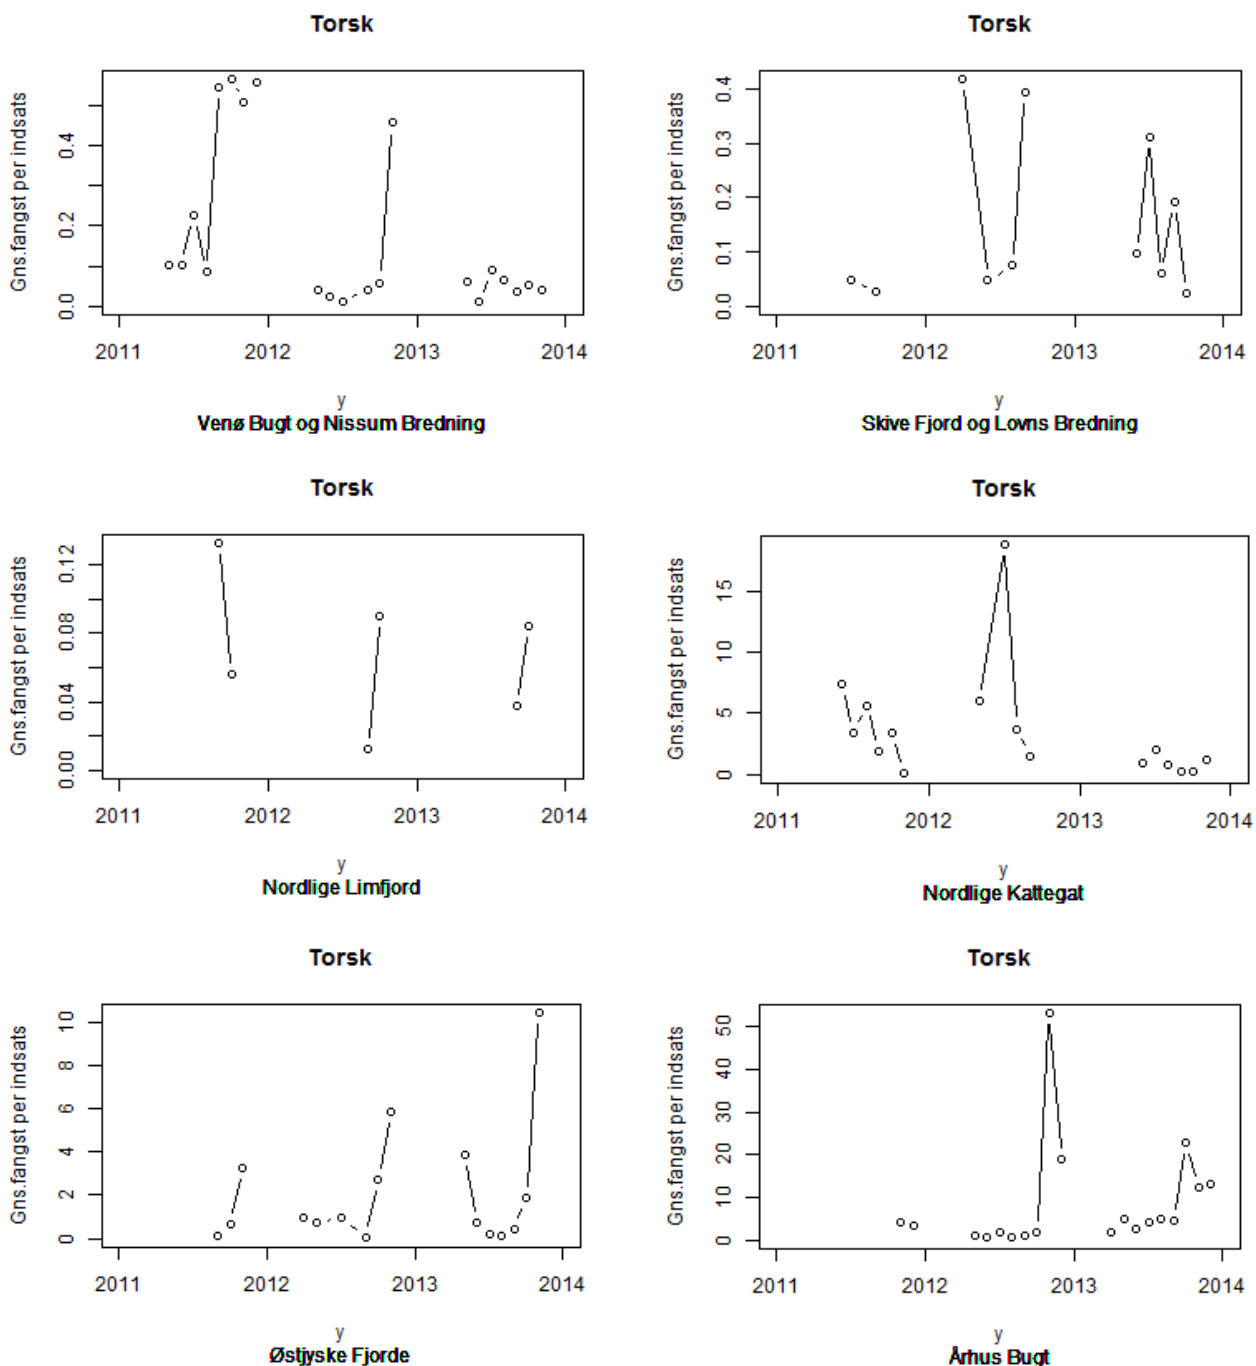 Torsk
Gns.fangst per indsats
0.0 0.2 0.4
2011 2012 2013 2014
y
Venø Bugt og Nissum Bredning
Torsk
Gns.fangst per indsats
0.0 0.1 0.2 0.3 0.4
2011 2012 2013 2014
y
Skive Fjord og Lovns Bredning
Torsk
Gns.fangst per indsats
0.00 0.04 0.08 0.12
2011 2012 2013 2014
y
Nordlige Limfjord
Torsk
Gns.fangst per indsats
0 5 10 15
2011 2012 2013 2014
y
Nordlige Kattegat
Torsk
Gns.fangst per indsats
0 2 4 6 8 10
2011 2012 2013 2014
y
Østjyske Fjorde
Torsk
Gns.fangst per indsats
0 10 20 30 40 50
2011 2012 2013 2014
y
Århus Bugt